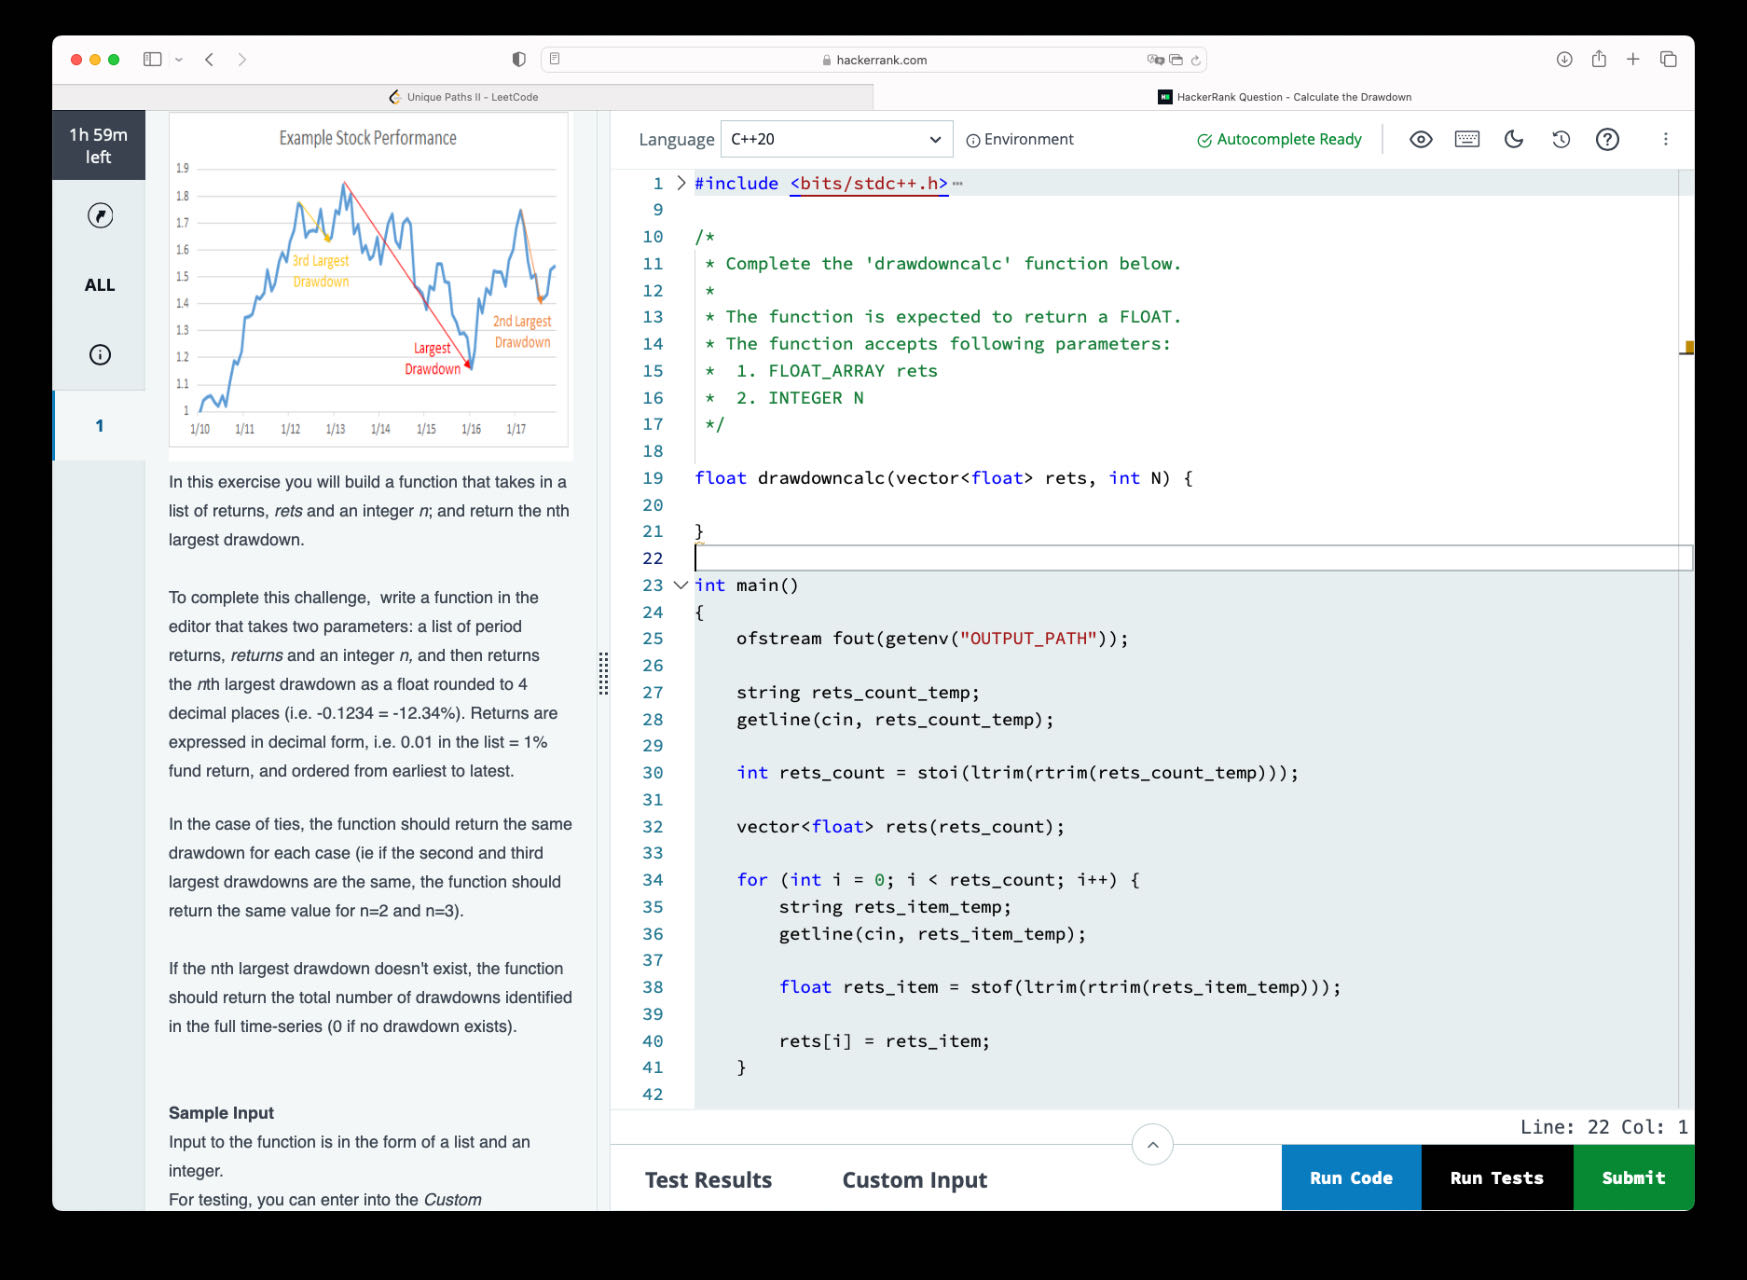 hackerrank.com
Unique Paths II - LeetCode
HackerRank Question - Calculate the Drawdown
1h 59m
left
ALL
1
Example Stock Performance
1.9
1.8
1.7
1.6
1.5
1.4
1.3
1.2
1.1
1
3rd Largest
Drawdown
2nd Largest
Drawdown
Largest
Drawdown
1/10 1/11 1/12 1/13 1/14 1/15 1/16 1/17
In this exercise you will build a function that takes in a
list of returns, rets and an integer n; and return the nth
largest drawdown.
To complete this challenge, write a function in the
editor that takes two parameters: a list of period
returns, returns and an integer n, and then returns
the nth largest drawdown as a float rounded to 4
decimal places (i.e. -0.1234 = -12.34%). Returns are
expressed in decimal form, i.e. 0.01 in the list = 1%
fund return, and ordered from earliest to latest.
In the case of ties, the function should return the same
drawdown for each case (ie if the second and third
largest drawdowns are the same, the function should
return the same value for n=2 and n=3).
If the nth largest drawdown doesn't exist, the function
should return the total number of drawdowns identified
in the full time-series (0 if no drawdown exists).
Sample Input
Input to the function is in the form of a list and an
integer.
For testing, you can enter into the Custom
Language C++20 Environment Autocomplete Ready
1 #include <bits/stdc++.h>
9
10 /*
11 * Complete the 'drawdowncalc' function below.
12 *
13 * The function is expected to return a FLOAT.
14 * The function accepts following parameters:
15 * 1. FLOAT_ARRAY rets
16 * 2. INTEGER N
17 */
18
19 float drawdowncalc(vector<float> rets, int N) {
20
21 }
22
23 int main()
24 {
25 ofstream fout(getenv("OUTPUT_PATH"));
26
27 string rets_count_temp;
28 getline(cin, rets_count_temp);
29
30 int rets_count = stoi(ltrim(rtrim(rets_count_temp)));
31
32 vector<float> rets(rets_count);
33
34 for (int i = 0; i < rets_count; i++) {
35 string rets_item_temp;
36 getline(cin, rets_item_temp);
37
38 float rets_item = stof(ltrim(rtrim(rets_item_temp)));
39
40 rets[i] = rets_item;
41 }
42
Line: 22 Col: 1
Test Results Custom Input Run Code Run Tests Submit